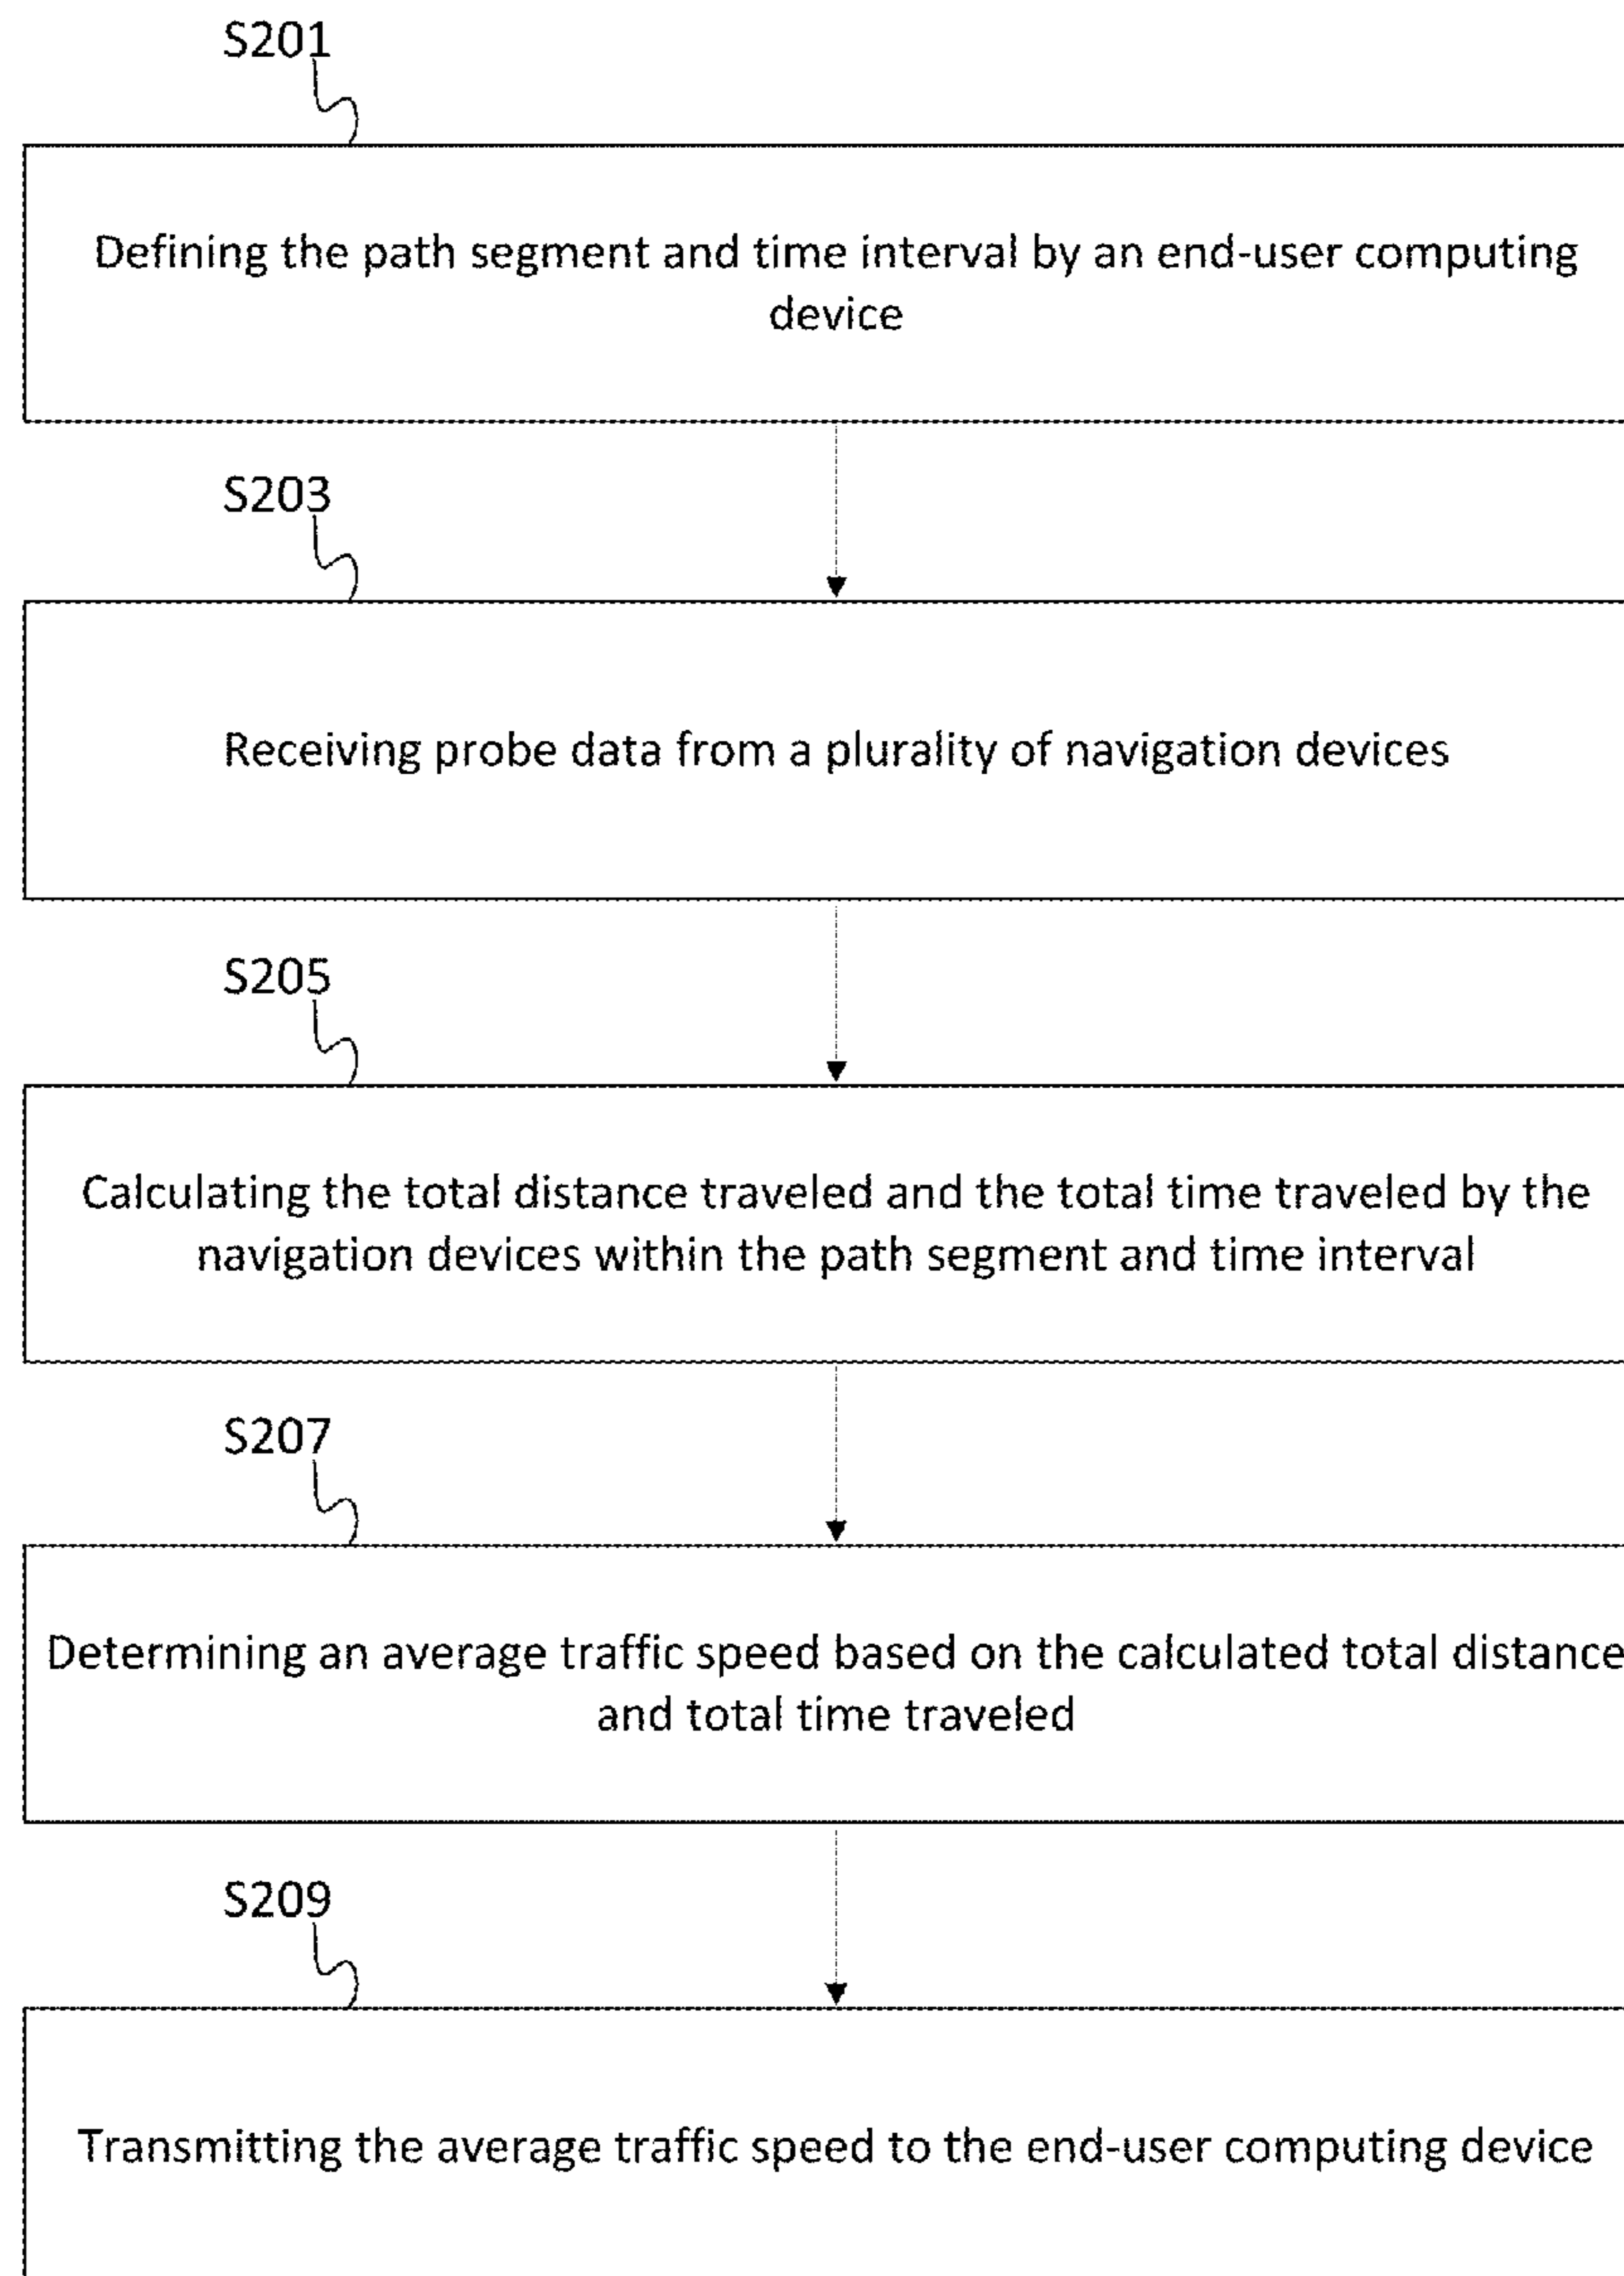 S201
Defining the path segment and time interval by an end-user computing
device
S203
Receiving probe data from a plurality of navigation devices
S205
Calculating the total distance traveled and the total time traveled by the
navigation devices within the path segment and time interval
S207
Determining an average traffic speed based on the calculated total distance
and total time traveled
S209
Transmitting the average traffic speed to the end-user computing device